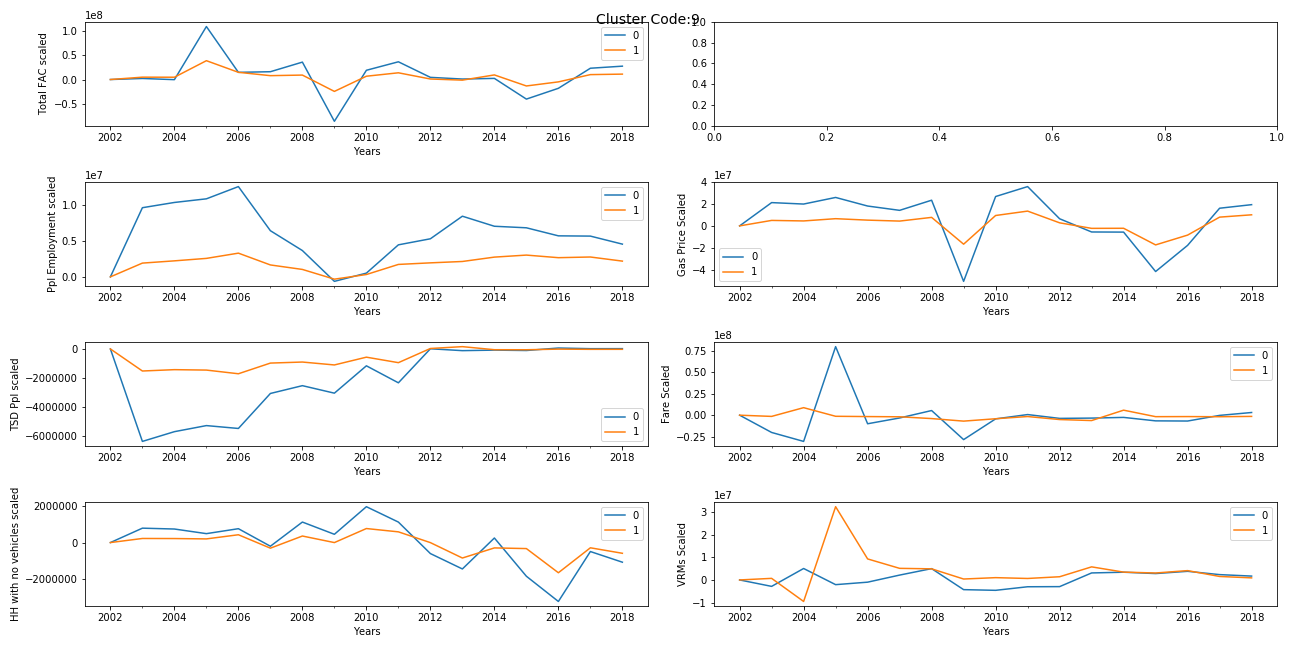 Cluster Code:9
1e8
Total FAC scaled
1.0
0.5
0.0
−0.5
0
1
2002 2004 2006 2008 2010 2012 2014 2016 2018
Years
1.0
0.8
0.6
0.4
0.2
0.0
0.0 0.2 0.4 0.6 0.8 1.0
1e7
Ppl Employment scaled
1.0
0.5
0.0
0
1
2002 2004 2006 2008 2010 2012 2014 2016 2018
Years
1e7
Gas Price Scaled
4
2
0
−2
−4
0
1
2002 2004 2006 2008 2010 2012 2014 2016 2018
Years
TSD Ppl scaled
0
−2000000
−4000000
−6000000
0
1
2002 2004 2006 2008 2010 2012 2014 2016 2018
Years
1e8
Fare Scaled
0.75
0.50
0.25
0.00
−0.25
0
1
2002 2004 2006 2008 2010 2012 2014 2016 2018
Years
HH with no vehicles scaled
2000000
0
−2000000
0
1
2002 2004 2006 2008 2010 2012 2014 2016 2018
Years
1e7
VRMs Scaled
3
2
1
0
−1
0
1
2002 2004 2006 2008 2010 2012 2014 2016 2018
Years